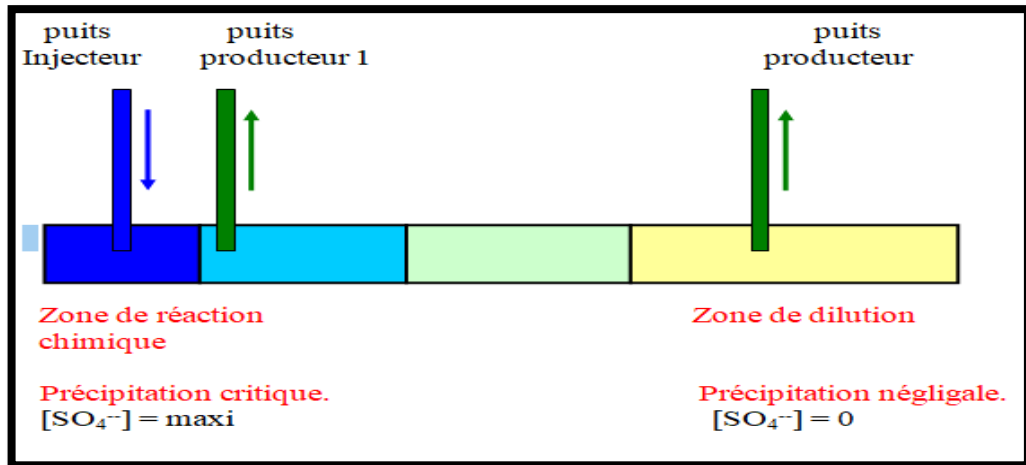 puits
Injecteur
puits
producteur 1
puits
producteur
Zone de réaction
chimique
Zone de dilution
Précipitation critique.
[SO₄⁻⁻] = maxi
Précipitation négligale.
[SO₄⁻⁻] = 0